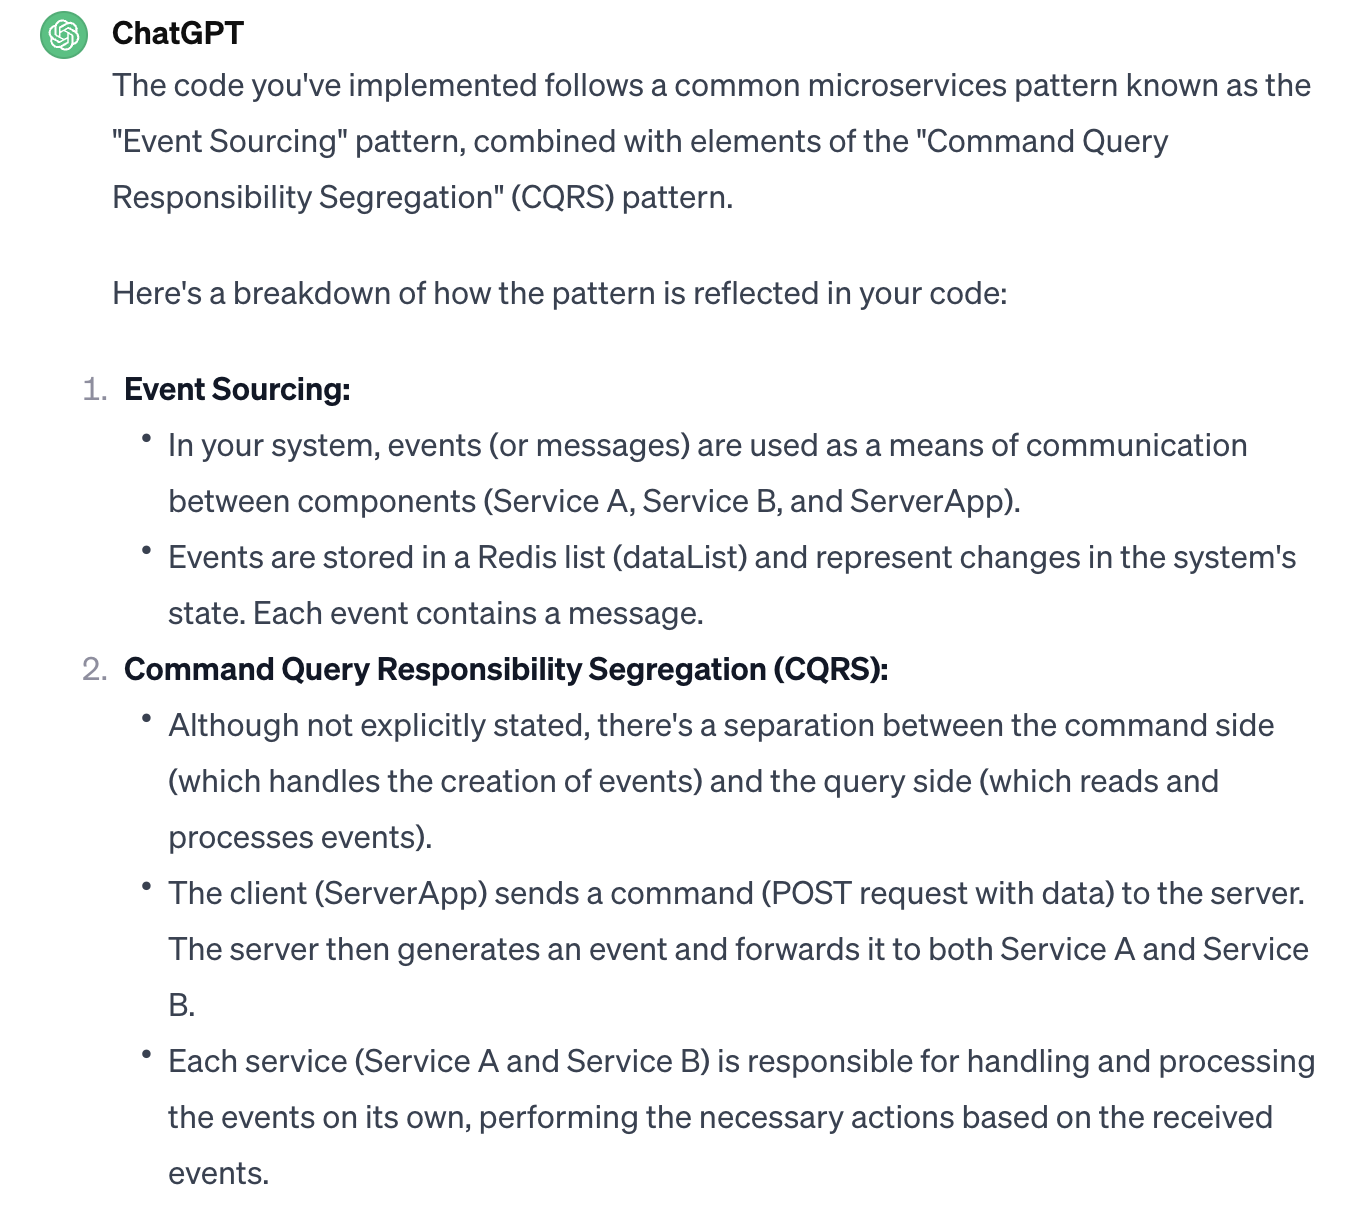 ChatGPT
The code you've implemented follows a common microservices pattern known as the
"Event Sourcing" pattern, combined with elements of the "Command Query
Responsibility Segregation" (CQRS) pattern.
Here's a breakdown of how the pattern is reflected in your code:
1. Event Sourcing:
• In your system, events (or messages) are used as a means of communication
between components (Service A, Service B, and ServerApp).
• Events are stored in a Redis list (dataList) and represent changes in the system's
state. Each event contains a message.
2. Command Query Responsibility Segregation (CQRS):
• Although not explicitly stated, there's a separation between the command side
(which handles the creation of events) and the query side (which reads and
processes events).
• The client (ServerApp) sends a command (POST request with data) to the server.
The server then generates an event and forwards it to both Service A and Service
B.
• Each service (Service A and Service B) is responsible for handling and processing
the events on its own, performing the necessary actions based on the received
events.